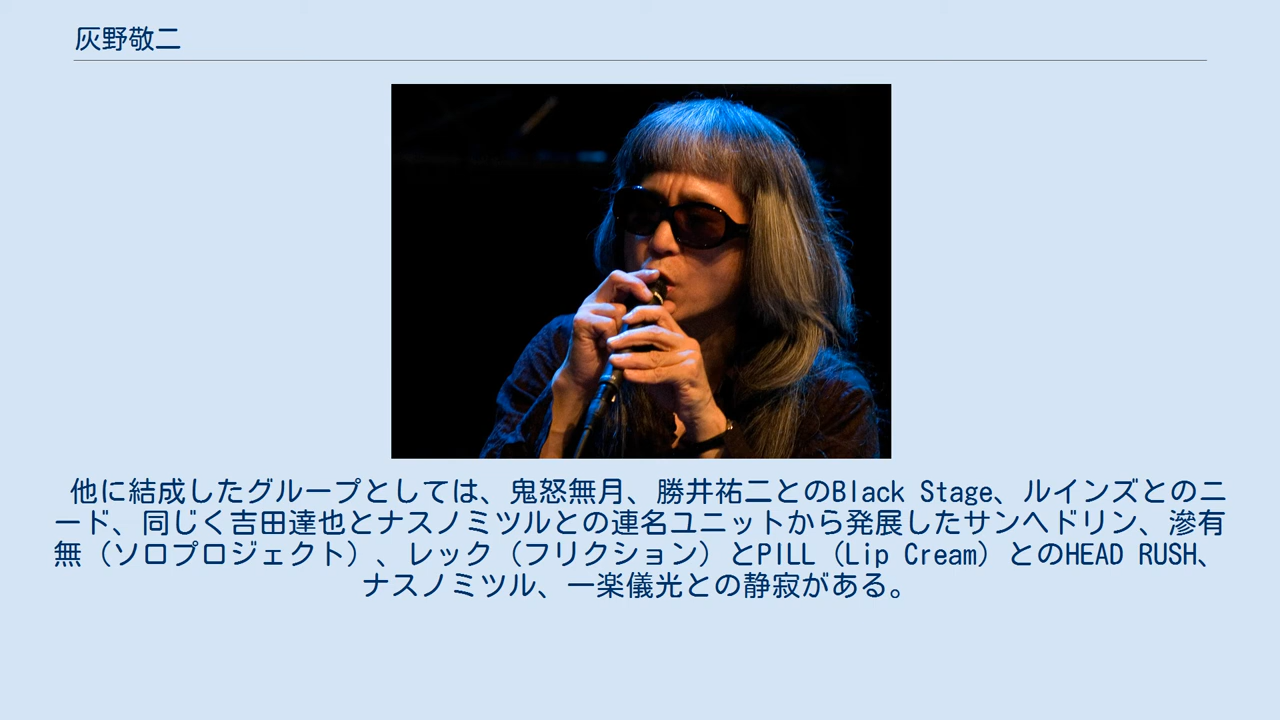 灰野敬二
他に結成したグループとしては、鬼怒無月、勝井祐二とのBlack Stage、ルインズとのニ
ード、同じく吉田達也とナスノミツルとの連名ユニットから発展したサンヘドリン、滲有
無（ソロプロジェクト）、レック（フリクション）とPILL（Lip Cream）とのHEAD RUSH、
ナスノミツル、一楽儀光との静寂がある。